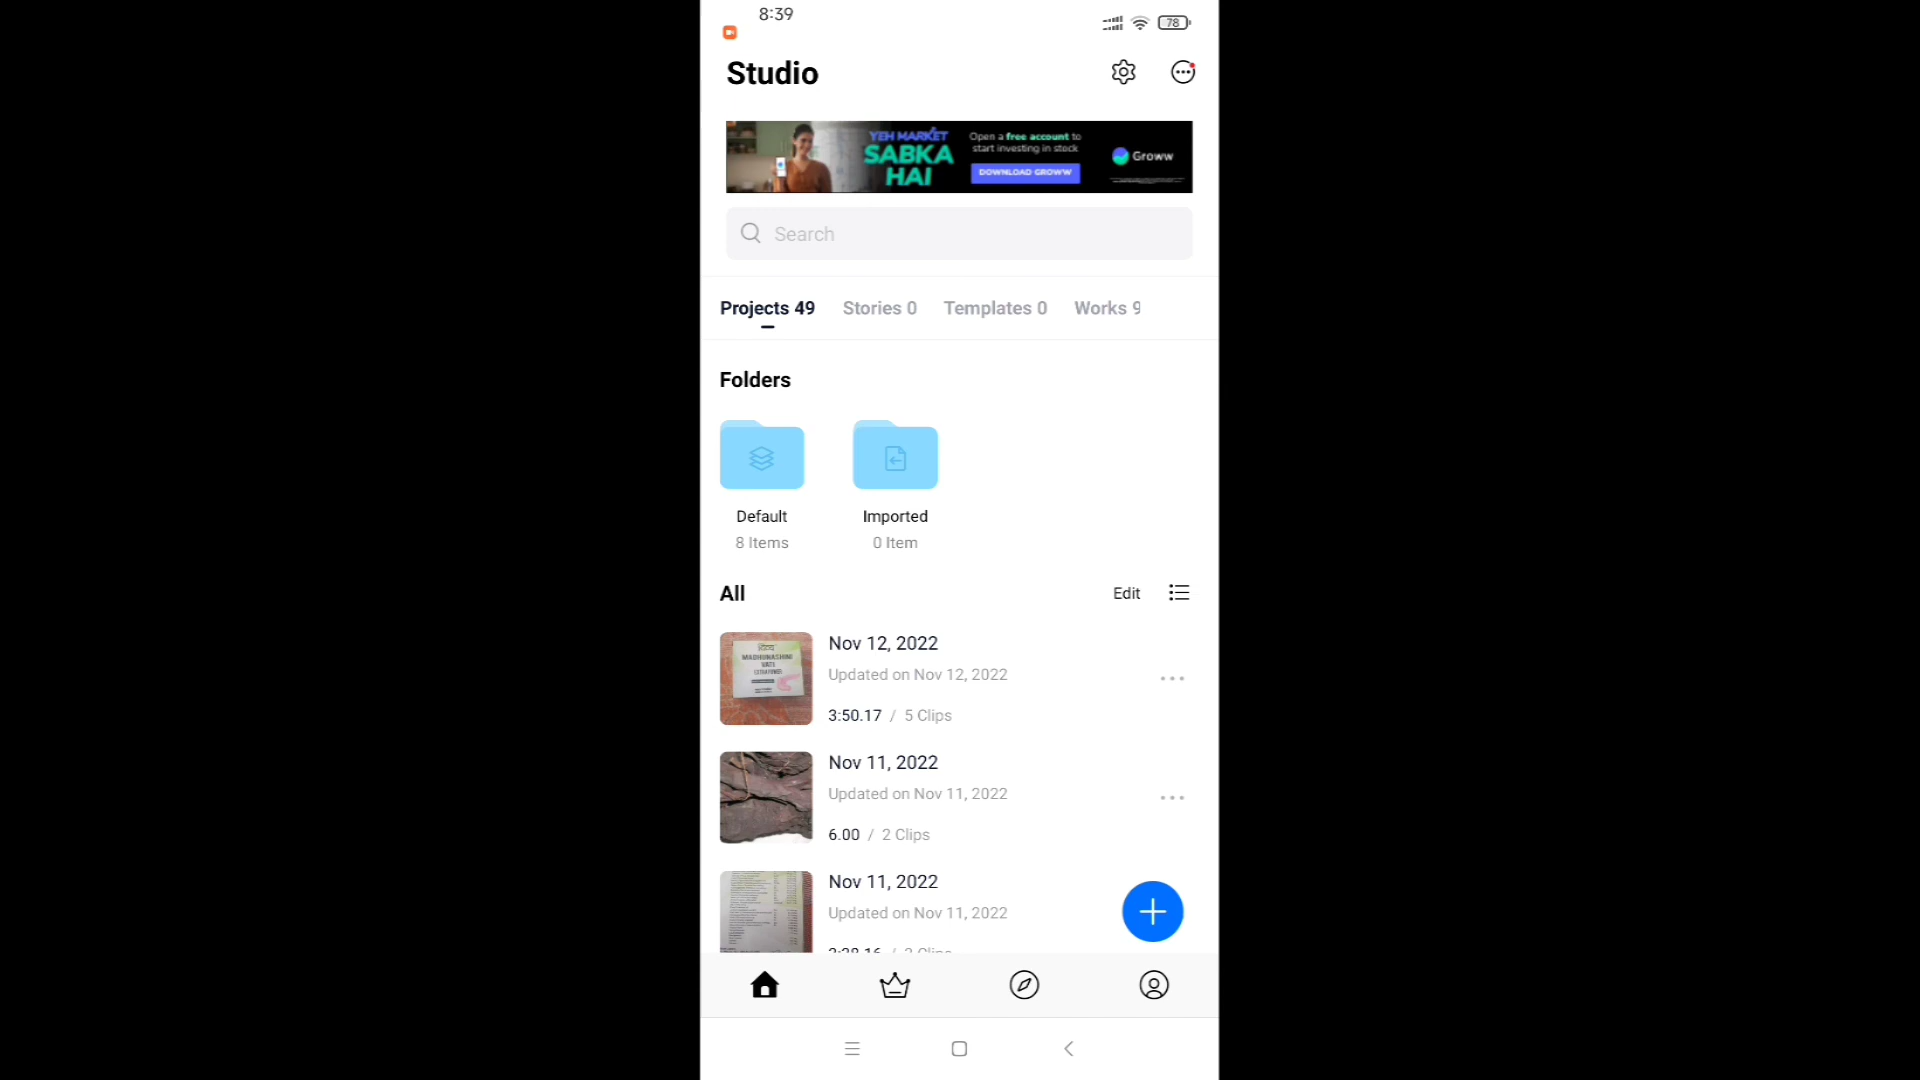 8:39
78
Studio
YEH MARKET
SABKA
HAI
Open a free account to
start investing in stock
DOWNLOAD GROWW
Groww
Search
Projects 49
Stories 0
Templates 0
Works 9
Folders
Default
8 Items
Imported
0 Item
All
Edit
Nov 12, 2022
Updated on Nov 12, 2022
3:50.17 / 5 Clips
MADHUNASHINI
VATI
Nov 11, 2022
Updated on Nov 11, 2022
6.00 / 2 Clips
Nov 11, 2022
Updated on Nov 11, 2022